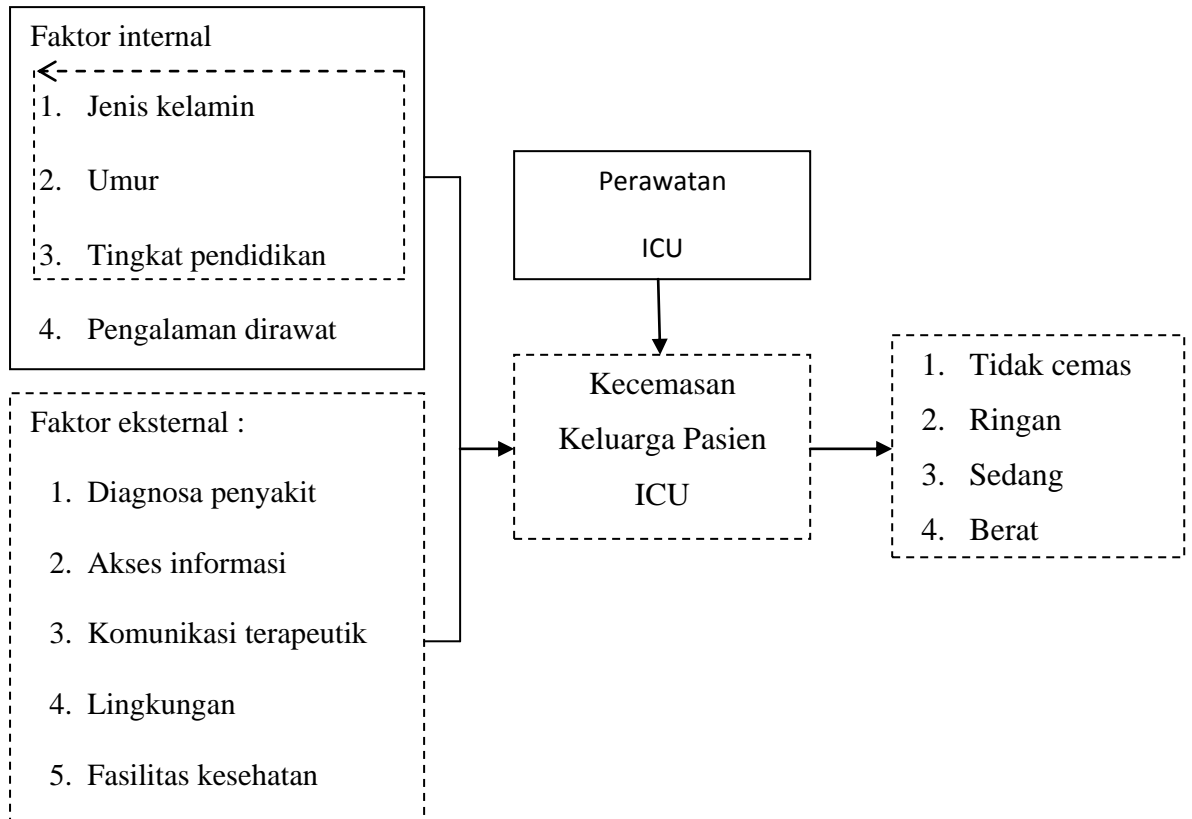 Faktor internal
1. Jenis kelamin
2. Umur
3. Tingkat pendidikan
4. Pengalaman dirawat
Faktor eksternal :
1. Diagnosa penyakit
2. Akses informasi
3. Komunikasi terapeutik
4. Lingkungan
5. Fasilitas kesehatan
Perawatan
ICU
Kecemasan
Keluarga Pasien
ICU
1. Tidak cemas
2. Ringan
3. Sedang
4. Berat